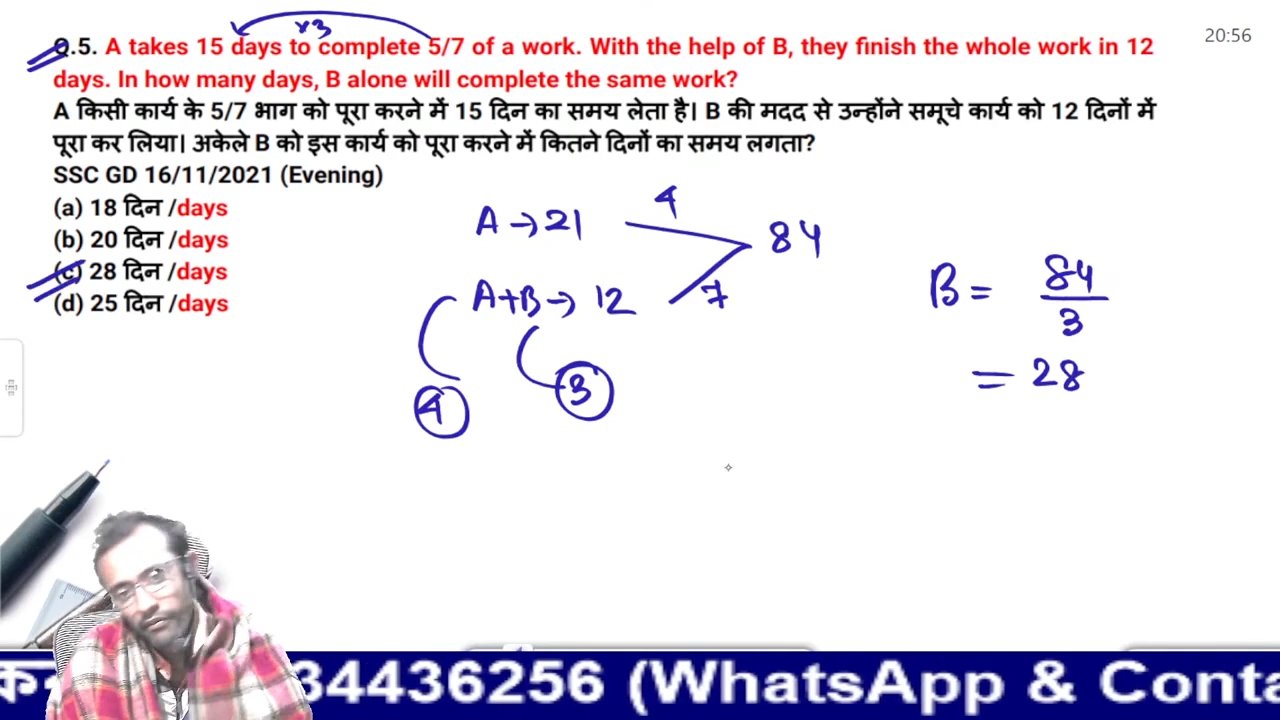 20:56
×3
Q.5. A takes 15 days to complete 5/7 of a work. With the help of B, they finish the whole work in 12
days. In how many days, B alone will complete the same work?
A किसी कार्य के 5/7 भाग को पूरा करने में 15 दिन का समय लेता है। B की मदद से उन्होंने समूचे कार्य को 12 दिनों में
पूरा कर लिया। अकेले B को इस कार्य को पूरा करने में कितने दिनों का समय लगता?
SSC GD 16/11/2021 (Evening)
(a) 18 दिन /days
(b) 20 दिन /days
(c) 28 दिन /days
(d) 25 दिन /days
A → 21 4 84
A+B → 12 7
4 3
B = 84/3
= 28
34436256 (WhatsApp & Conta